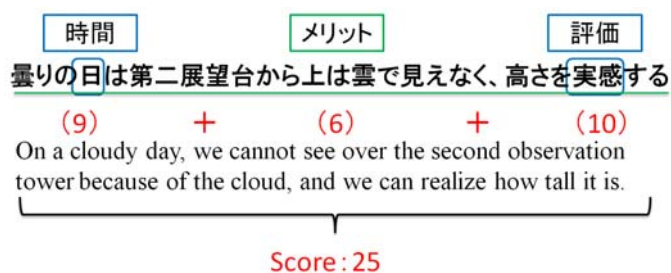 時間 メリット 評価
曇りの日は第二展望台から上は雲で見えなく、高さを実感する
(9) + (6) + (10)
On a cloudy day, we cannot see over the second observation
tower because of the cloud, and we can realize how tall it is.
Score : 25